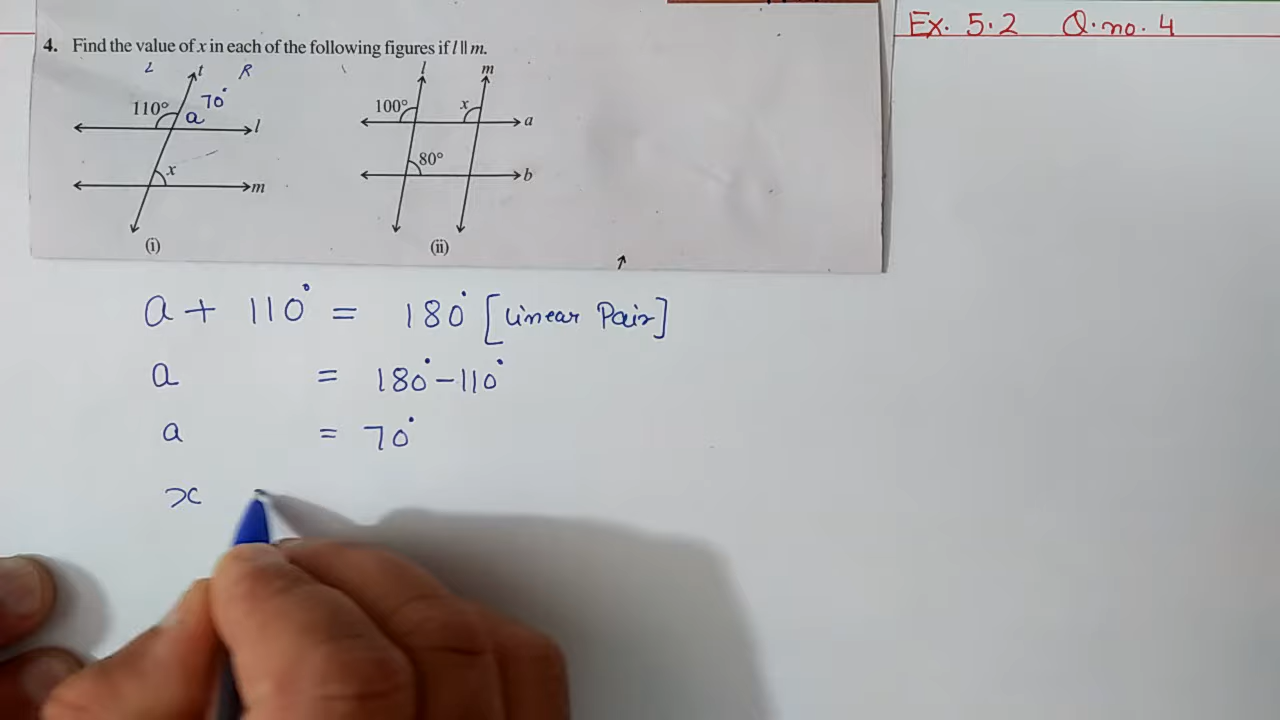 Ex. 5.2 Q.no. 4
4. Find the value of x in each of the following figures if l || m.
L t R
110° a 70°
l
x
m
(i)
l m
100° x
a
80°
b
(ii)
a + 110° = 180° [Linear Pair]
a = 180° - 110°
a = 70°
x